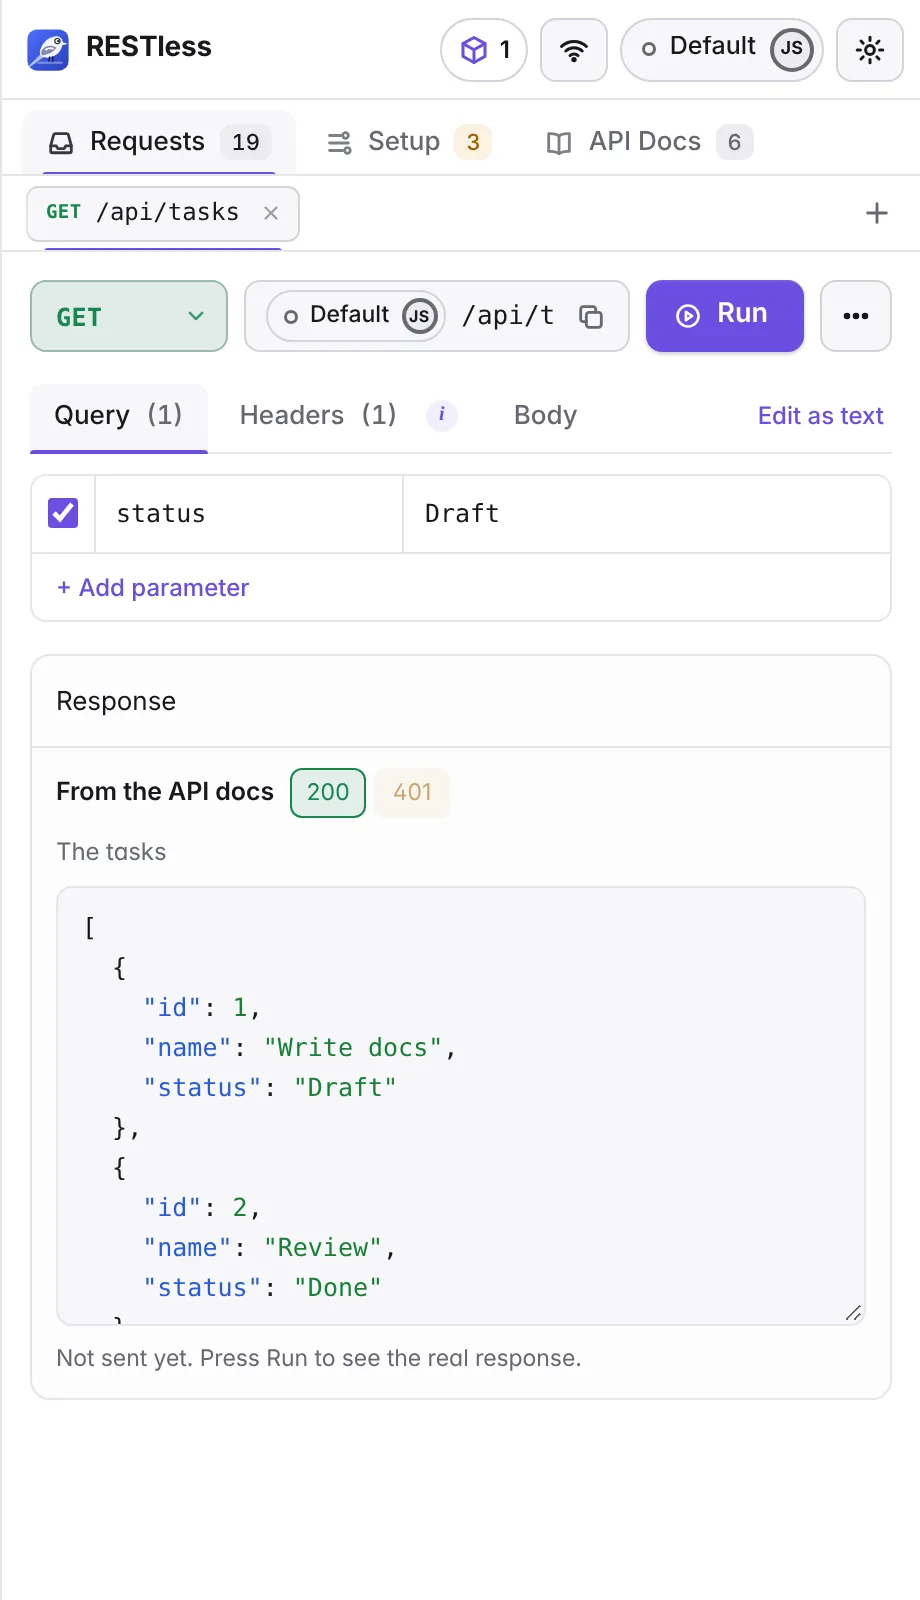 RESTless
1
Default JS
Requests 19
Setup 3
API Docs 6
GET /api/tasks
GET
Default JS /api/t
Run
Query (1)
Headers (1) i
Body
Edit as text
status
Draft
+ Add parameter
Response
From the API docs 200 401
The tasks
[
{
"id": 1,
"name": "Write docs",
"status": "Draft"
},
{
"id": 2,
"name": "Review",
"status": "Done"
}
Not sent yet. Press Run to see the real response.